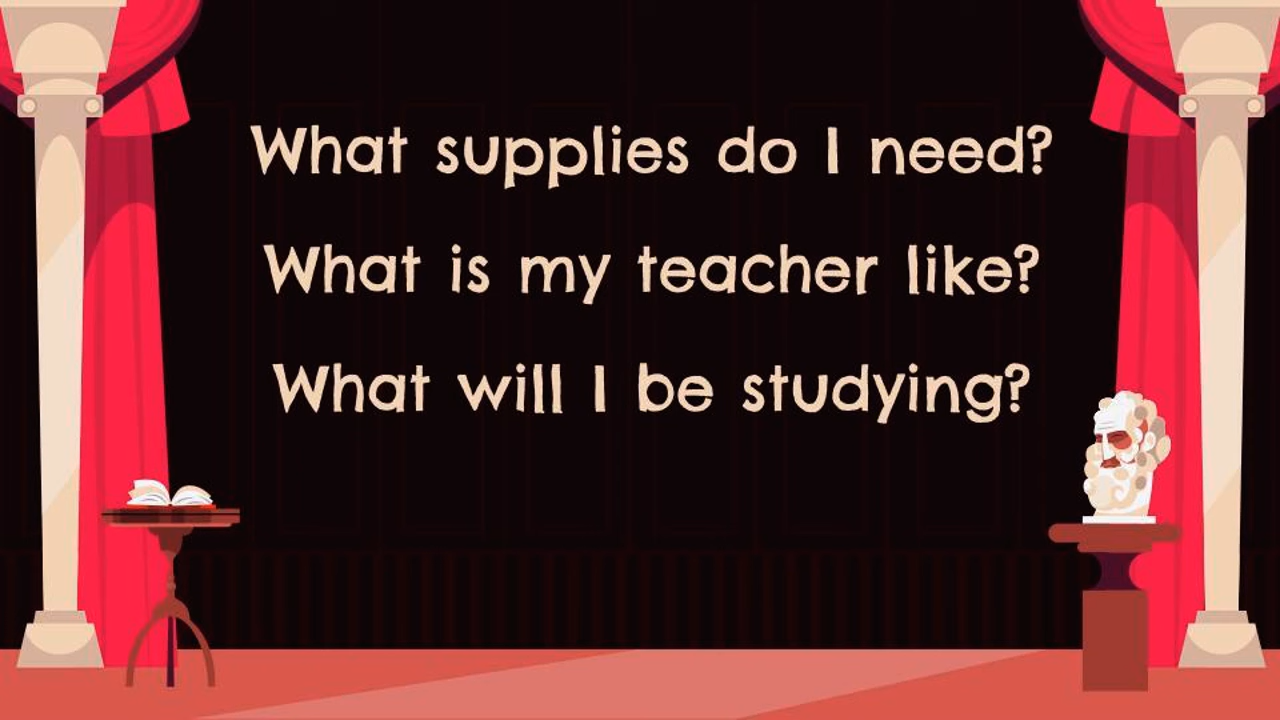 What supplies do I need?
What is my teacher like?
What will I be studying?